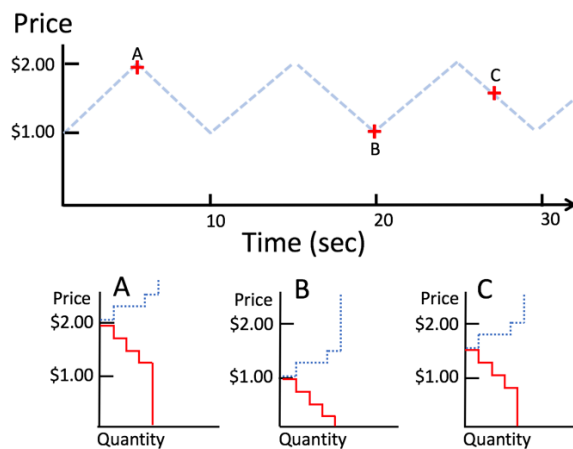 Price
A
$2.00
C
$1.00
B
10
20
30
Time (sec)
A
Price
$2.00
$1.00
Quantity
B
Price
$2.00
$1.00
Quantity
C
Price
$2.00
$1.00
Quantity